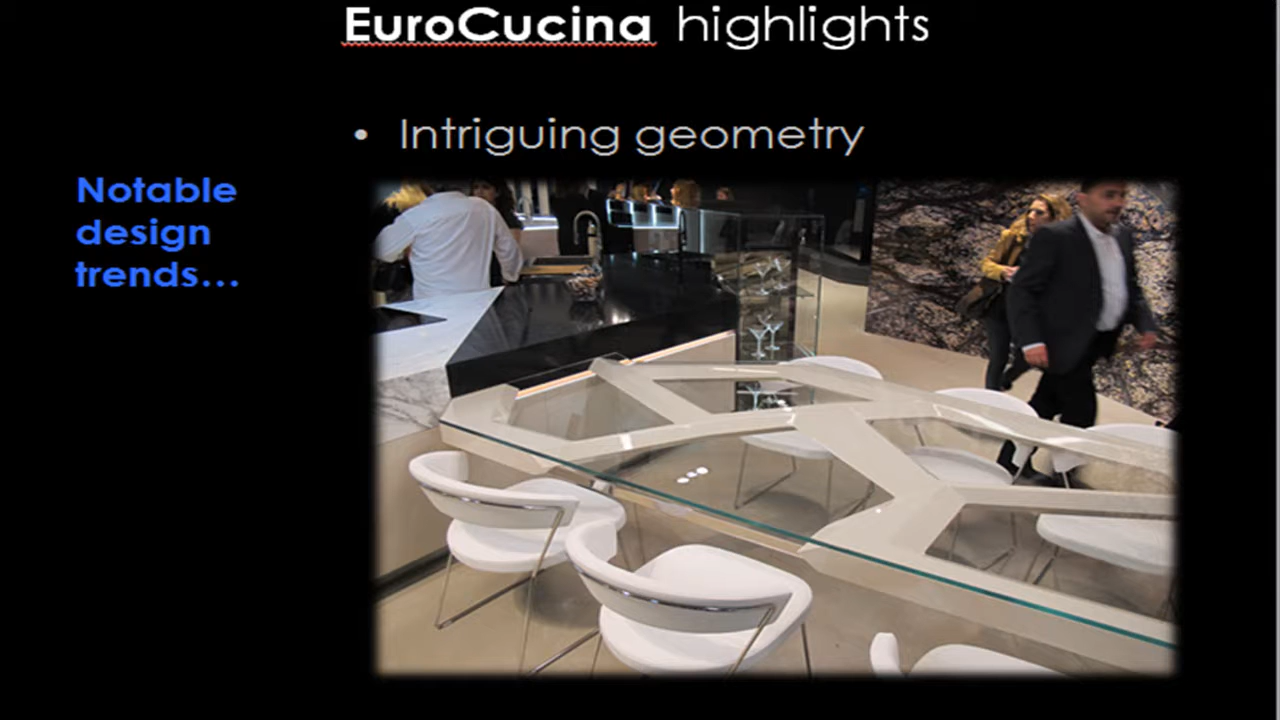 EuroCucina highlights
• Intriguing geometry
Notable
design
trends...